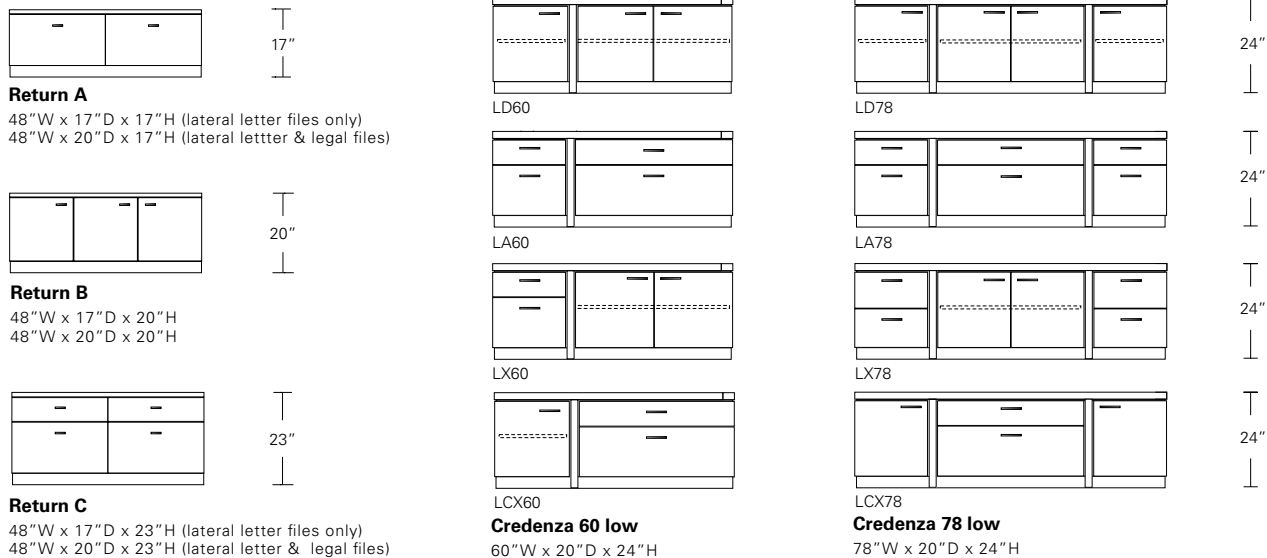 17”
Return A
48”W x 17”D x 17”H (lateral letter files only)
48”W x 20”D x 17”H (lateral lettter & legal files)
20”
Return B
48”W x 17”D x 20”H
48”W x 20”D x 20”H
23”
Return C
48”W x 17”D x 23”H (lateral letter files only)
48”W x 20”D x 23”H (lateral letter & legal files)
LD60
LA60
LX60
LCX60
Credenza 60 low
60”W x 20”D x 24”H
24”
LD78
24”
LA78
24”
LX78
24”
LCX78
Credenza 78 low
78”W x 20”D x 24”H